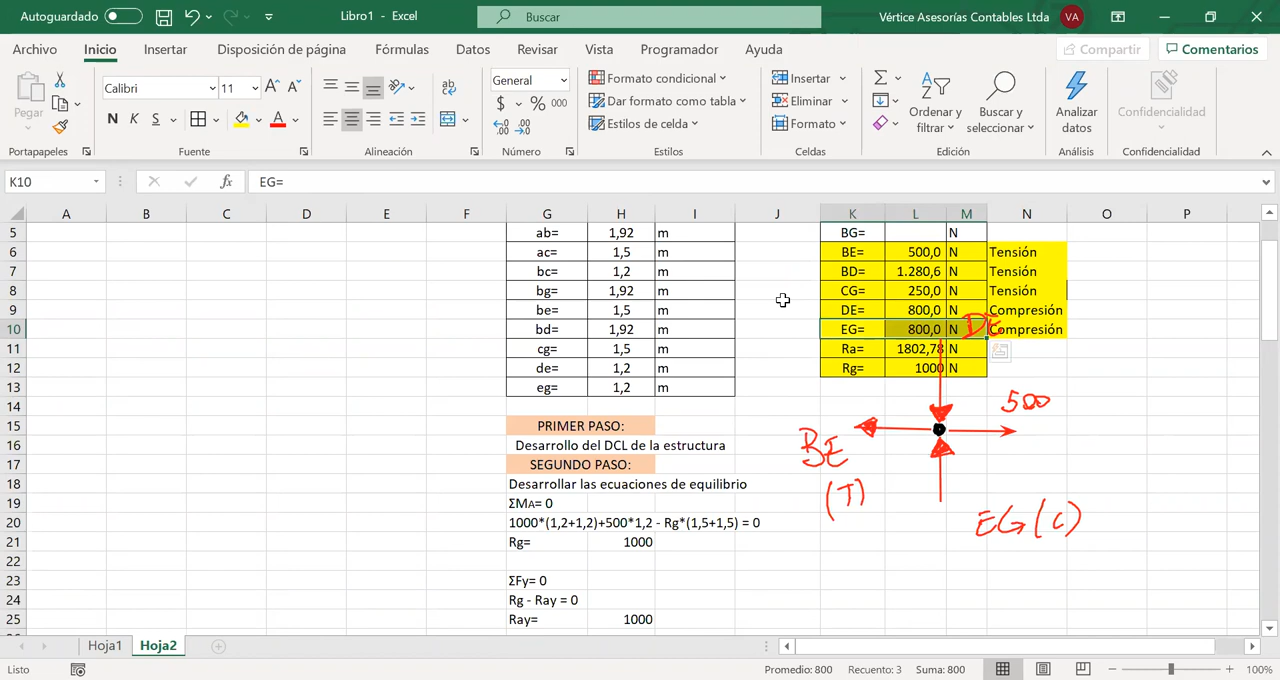 Autoguardado Libro1 - Excel Buscar Vértice Asesorías Contables Ltda VA
Archivo Inicio Insertar Disposición de página Fórmulas Datos Revisar Vista Programador Ayuda Compartir Comentarios
Pegar Calibri 11 General Formato condicional Insertar
N K S $ % 000 Dar formato como tabla Eliminar Ordenar y filtrar Buscar y seleccionar Analizar datos Confidencialidad
Estilos de celda Formato
Portapapeles Fuente Alineación Número Estilos Celdas Edición Análisis Confidencialidad
K10 fx EG=
A B C D E F G H I J K L M N O P
5 ab= 1,92 m BG= N
6 ac= 1,5 m BE= 500,0 N Tensión
7 bc= 1,2 m BD= 1.280,6 N Tensión
8 bg= 1,92 m CG= 250,0 N Tensión
9 be= 1,5 m DE= 800,0 N Compresión
10 bd= 1,92 m EG= 800,0 N DE Compresión
11 cg= 1,5 m Ra= 1802,78 N
12 de= 1,2 m Rg= 1000 N
13 eg= 1,2 m
14 500
15 PRIMER PASO:
16 Desarrollo del DCL de la estructura BE
17 SEGUNDO PASO:
18 Desarrollar las ecuaciones de equilibrio (T)
19 ΣMA= 0
20 1000*(1,2+1,2)+500*1,2 - Rg*(1,5+1,5) = 0 EG (C)
21 Rg= 1000
22
23 ΣFy= 0
24 Rg - Ray = 0
25 Ray= 1000
Hoja1 Hoja2
Listo Promedio: 800 Recuento: 3 Suma: 800 100%